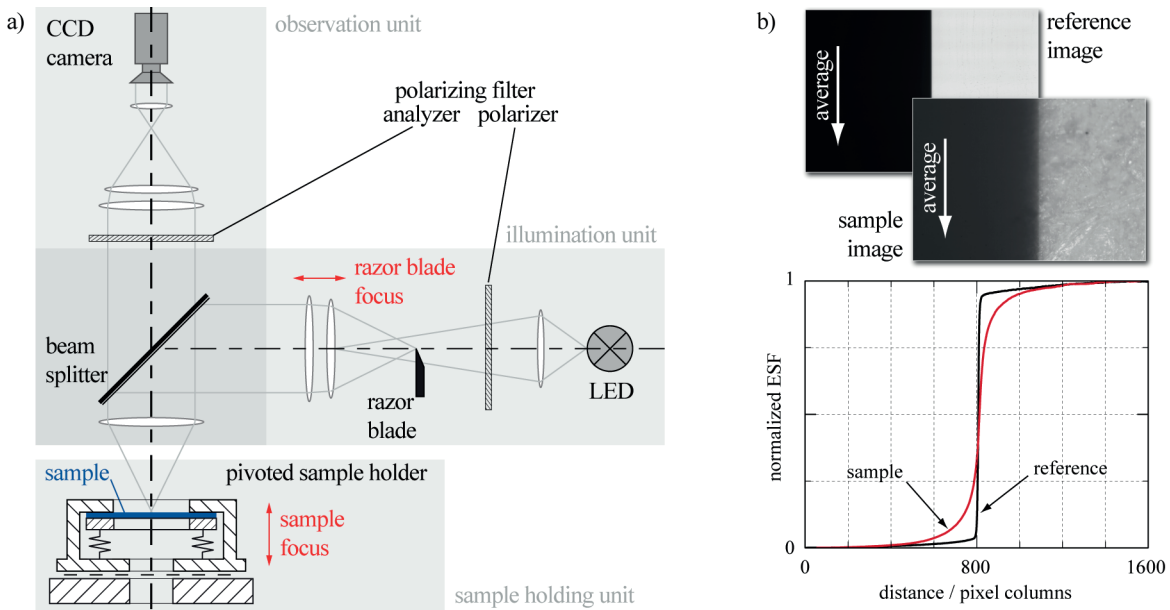 a)
CCD
camera
observation unit
polarizing filter
analyzer polarizer
illumination unit
razor blade
focus
beam
splitter
razor
blade
LED
sample
pivoted sample holder
sample
focus
sample holding unit
b)
reference
image
average
average
sample
image
1
normalized ESF
sample
reference
0
0
800
1600
distance / pixel columns